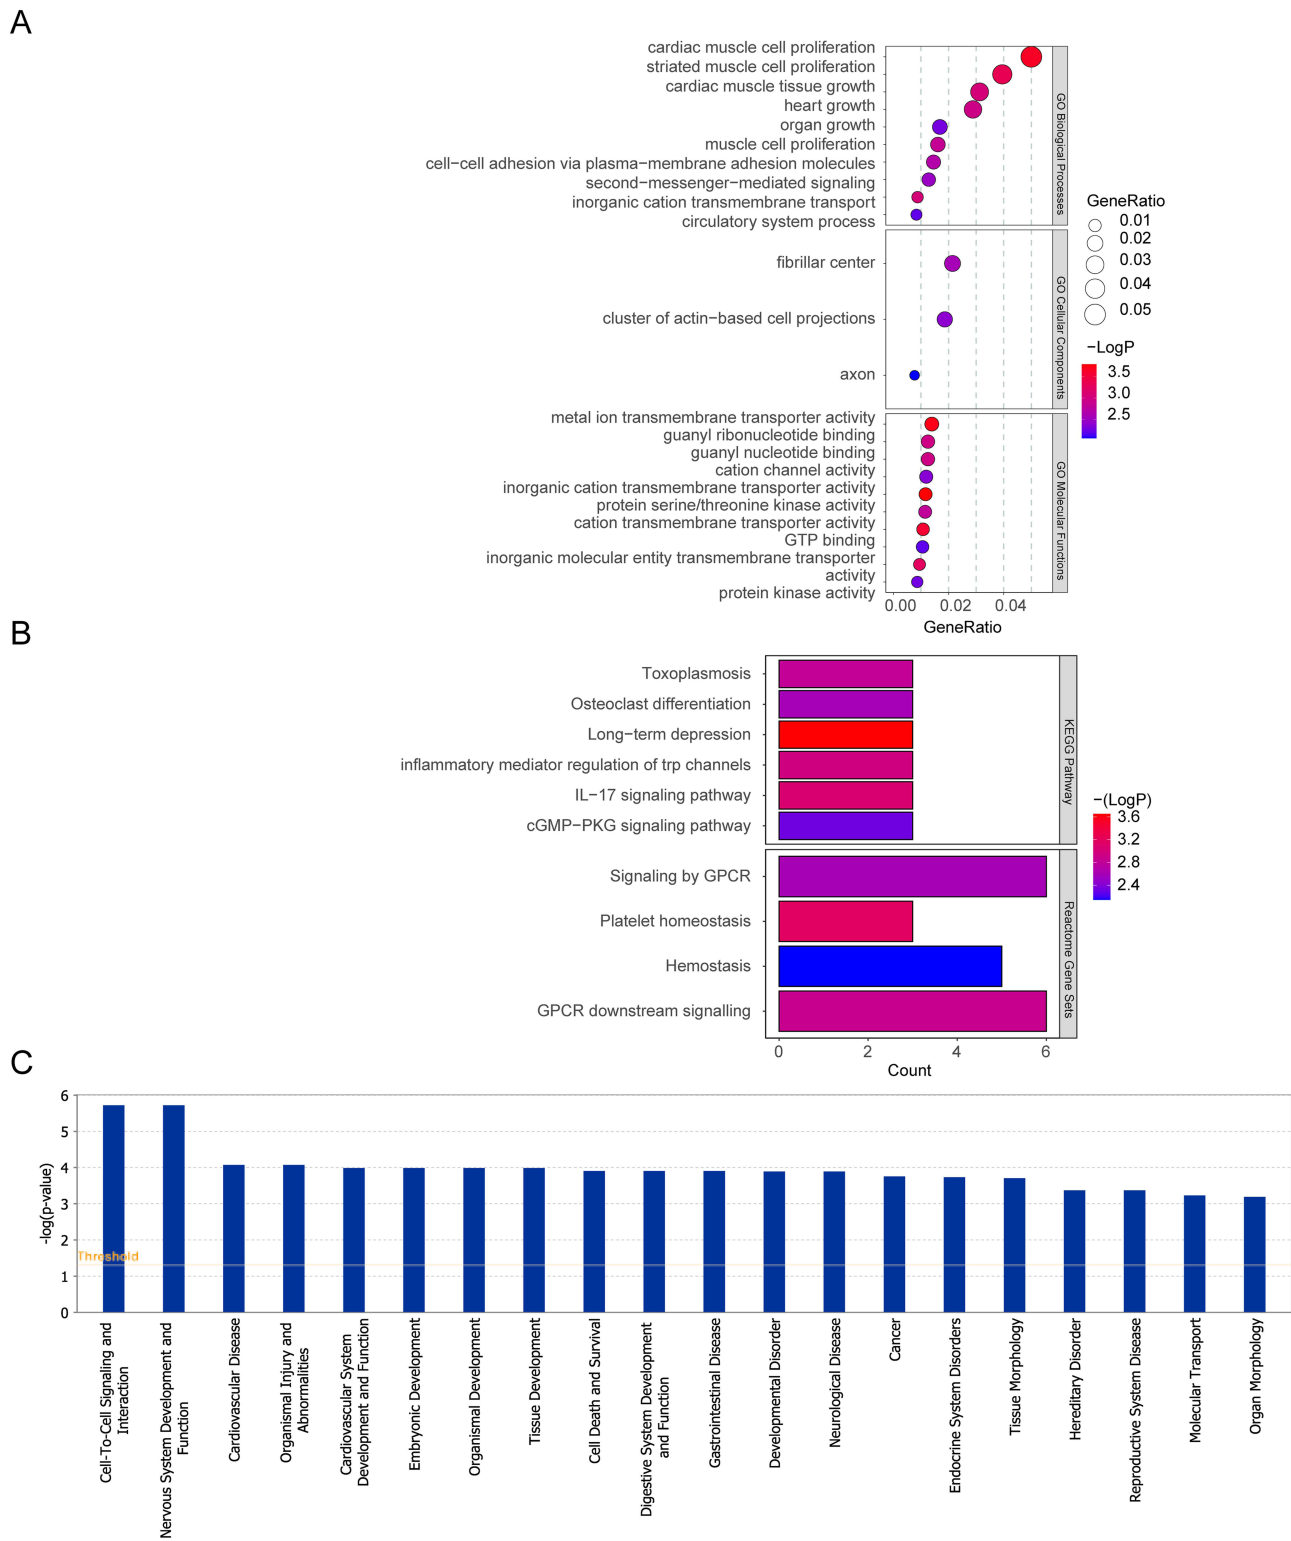 A
cardiac muscle cell proliferation
striated muscle cell proliferation
cardiac muscle tissue growth
heart growth
organ growth
muscle cell proliferation
cell−cell adhesion via plasma−membrane adhesion molecules
second−messenger−mediated signaling
inorganic cation transmembrane transport
circulatory system process
GO Biological Processes
fibrillar center
cluster of actin−based cell projections
axon
GO Cellular Components
metal ion transmembrane transporter activity
guanyl ribonucleotide binding
guanyl nucleotide binding
cation channel activity
inorganic cation transmembrane transporter activity
protein serine/threonine kinase activity
cation transmembrane transporter activity
GTP binding
inorganic molecular entity transmembrane transporter
activity
protein kinase activity
GO Molecular Functions
0.00 0.02 0.04
GeneRatio
GeneRatio
0.01
0.02
0.03
0.04
0.05
−LogP
3.5
3.0
2.5
B
Toxoplasmosis
Osteoclast differentiation
Long−term depression
inflammatory mediator regulation of trp channels
IL−17 signaling pathway
cGMP−PKG signaling pathway
KEGG Pathway
Signaling by GPCR
Platelet homeostasis
Hemostasis
GPCR downstream signalling
Reactome Gene Sets
0 2 4 6
Count
−(LogP)
3.6
3.2
2.8
2.4
C
-log(p-value)
6
5
4
3
2
1
0
Threshold
Cell-To-Cell Signaling and
Interaction
Nervous System Development and
Function
Cardiovascular Disease
Organismal Injury and
Abnormalities
Cardiovascular System
Development and Function
Embryonic Development
Organismal Development
Tissue Development
Cell Death and Survival
Digestive System Development
and Function
Gastrointestinal Disease
Developmental Disorder
Neurological Disease
Cancer
Endocrine System Disorders
Tissue Morphology
Hereditary Disorder
Reproductive System Disease
Molecular Transport
Organ Morphology